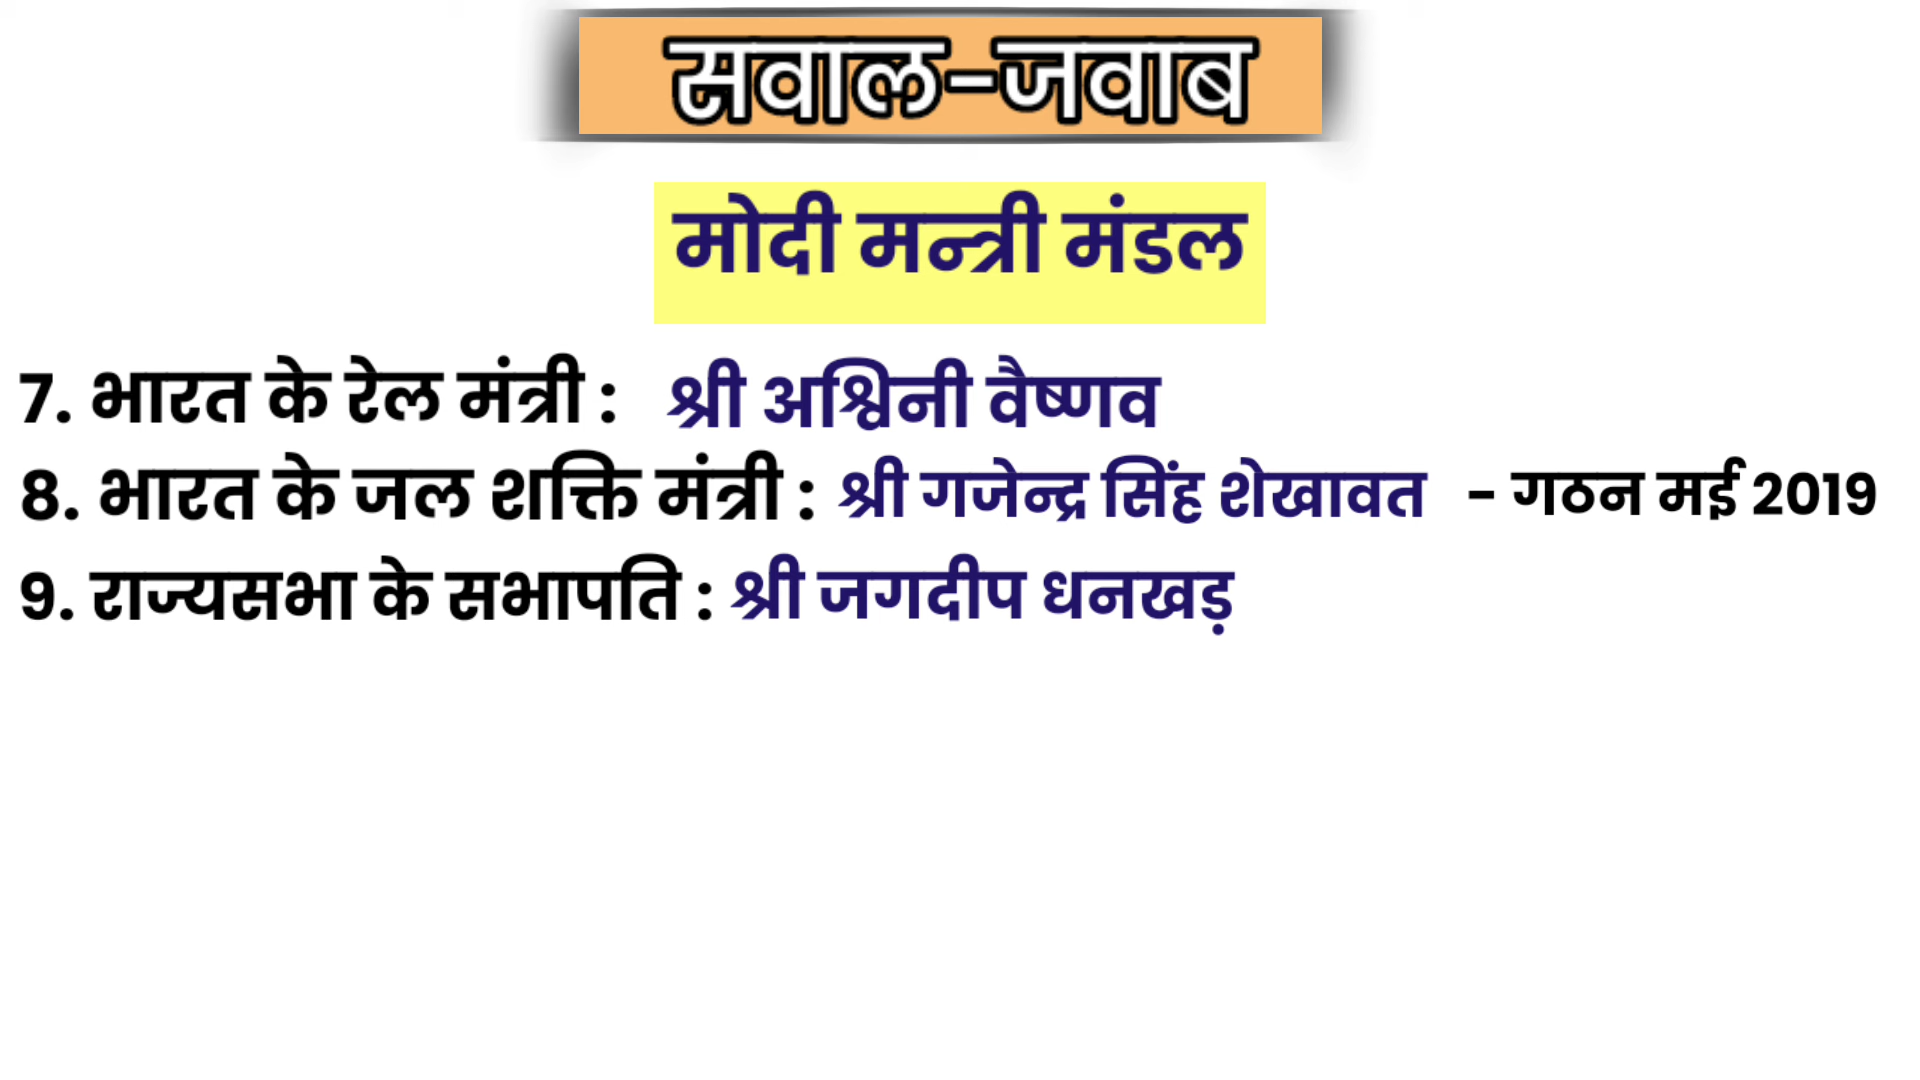 सवाल-जवाब
मोदी मन्त्री मंडल
7. भारत के रेल मंत्री : श्री अश्विनी वैष्णव
8. भारत के जल शक्ति मंत्री : श्री गजेन्द्र सिंह शेखावत - गठन मई 2019
9. राज्यसभा के सभापति : श्री जगदीप धनखड़